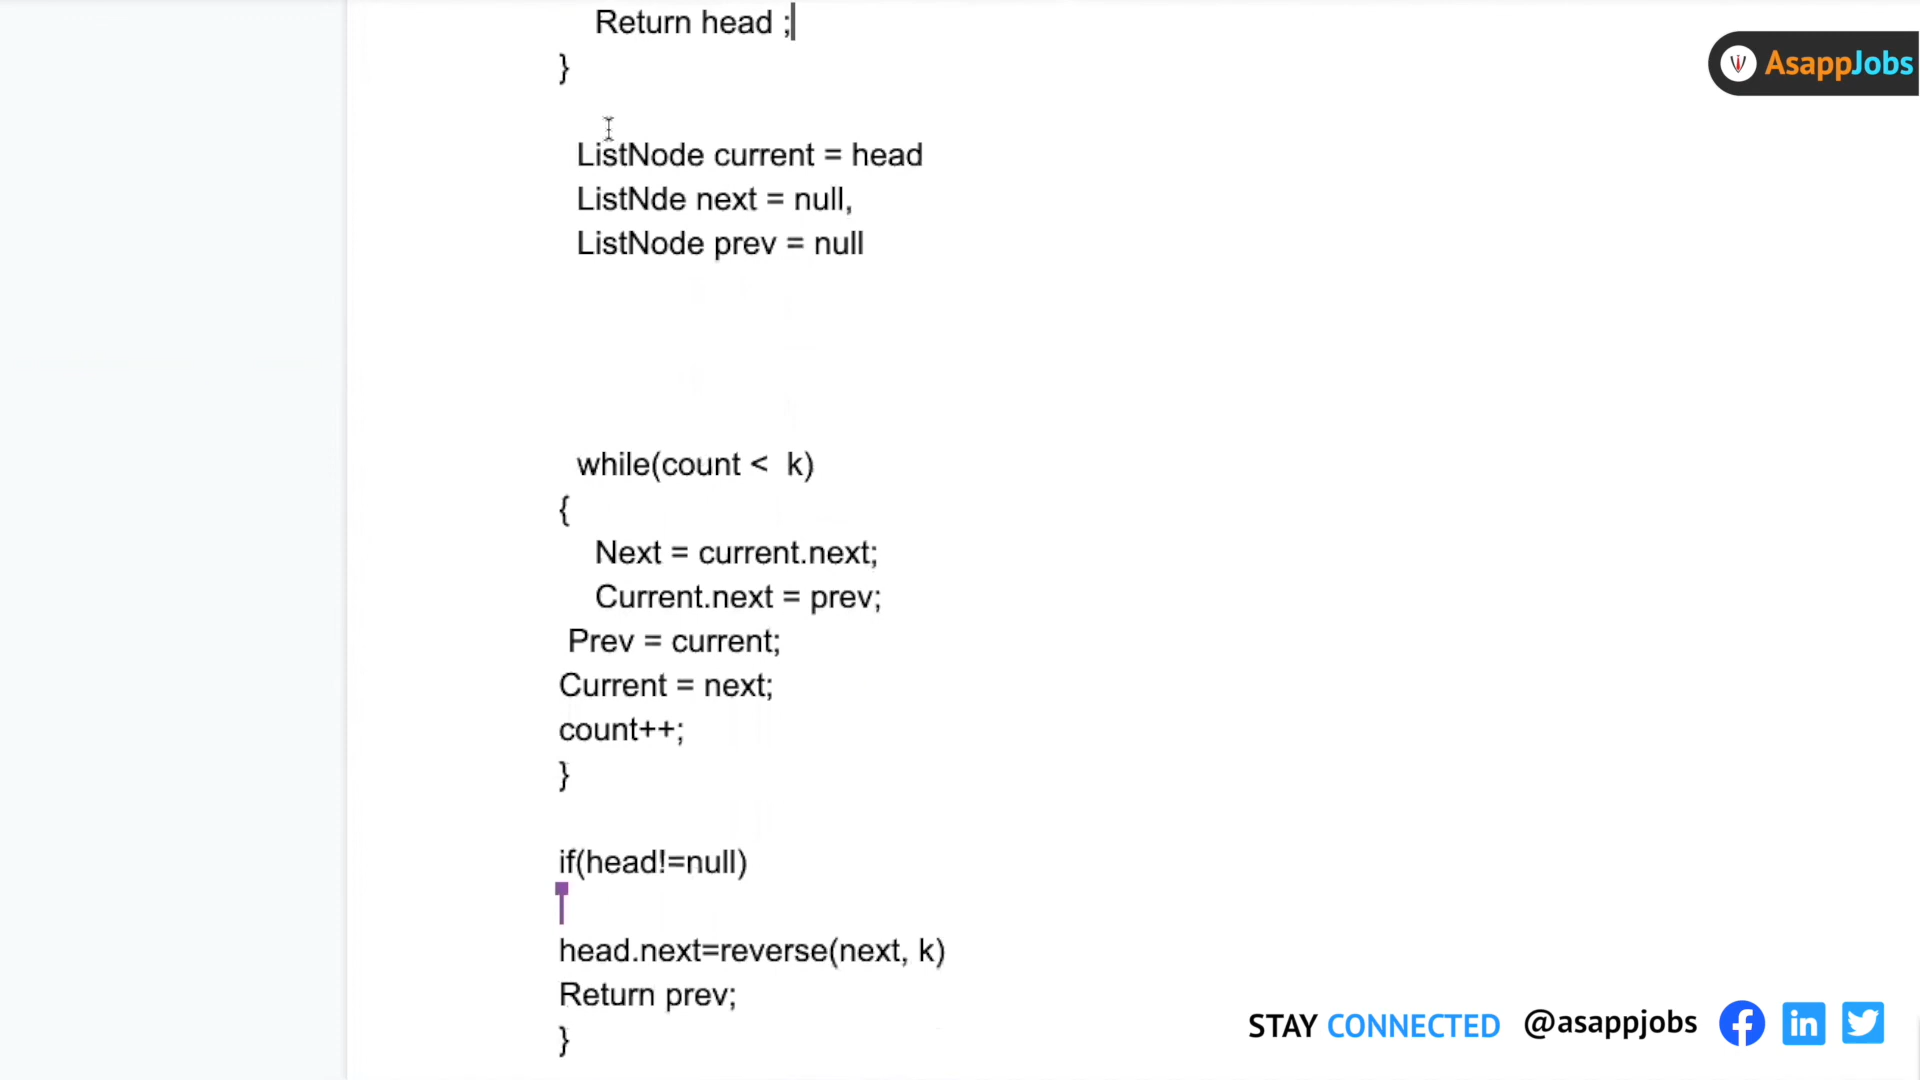 Return head ;
}
AsappJobs
ListNode current = head
ListNde next = null,
ListNode prev = null
while(count <  k)
{
Next = current.next;
Current.next = prev;
Prev = current;
Current = next;
count++;
}
if(head!=null)
head.next=reverse(next, k)
Return prev;
}
STAY CONNECTED @asappjobs